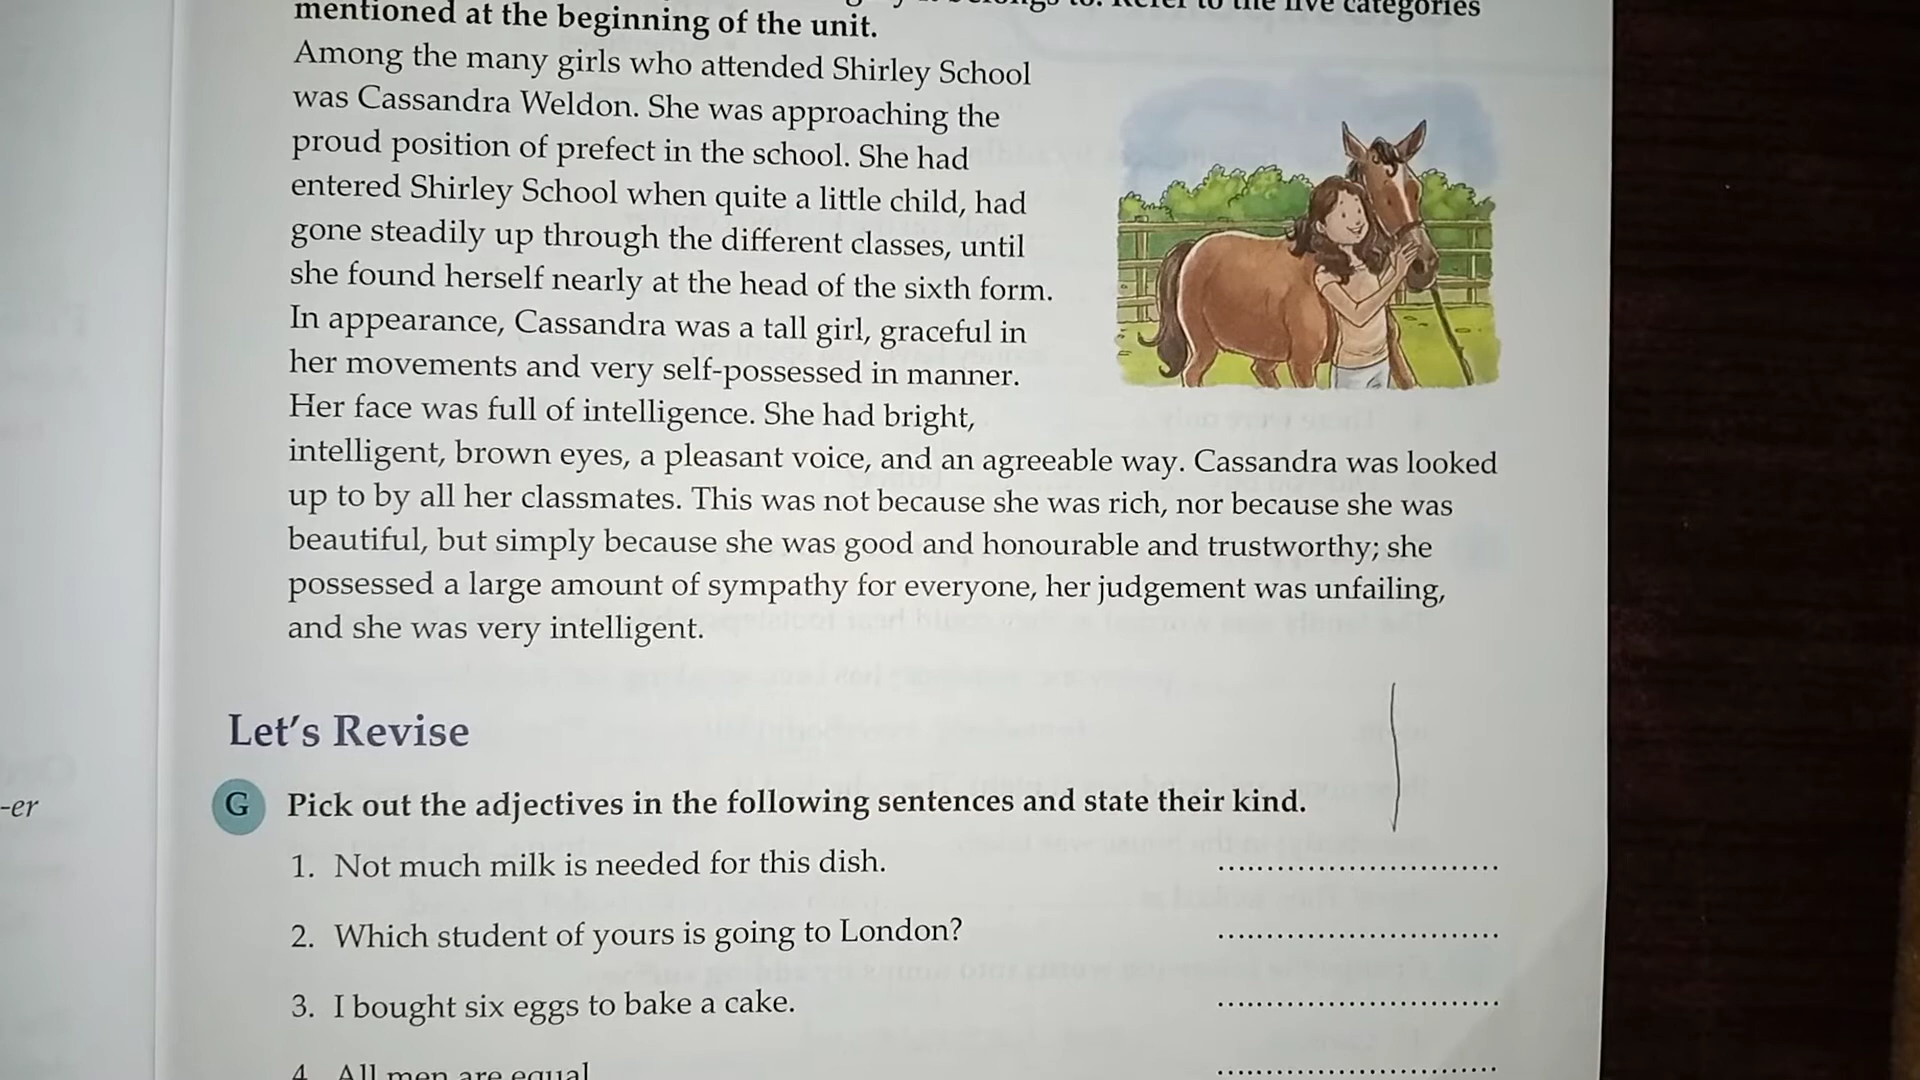 to. Refer to the five categories
mentioned at the beginning of the unit.
Among the many girls who attended Shirley School
was Cassandra Weldon. She was approaching the
proud position of prefect in the school. She had
entered Shirley School when quite a little child, had
gone steadily up through the different classes, until
she found herself nearly at the head of the sixth form.
In appearance, Cassandra was a tall girl, graceful in
her movements and very self-possessed in manner.
Her face was full of intelligence. She had bright,
intelligent, brown eyes, a pleasant voice, and an agreeable way. Cassandra was looked
up to by all her classmates. This was not because she was rich, nor because she was
beautiful, but simply because she was good and honourable and trustworthy; she
possessed a large amount of sympathy for everyone, her judgement was unfailing,
and she was very intelligent.
Let's Revise
-er
G Pick out the adjectives in the following sentences and state their kind.
1. Not much milk is needed for this dish. ............................
2. Which student of yours is going to London? ............................
3. I bought six eggs to bake a cake. ............................
4. All men are equal ............................